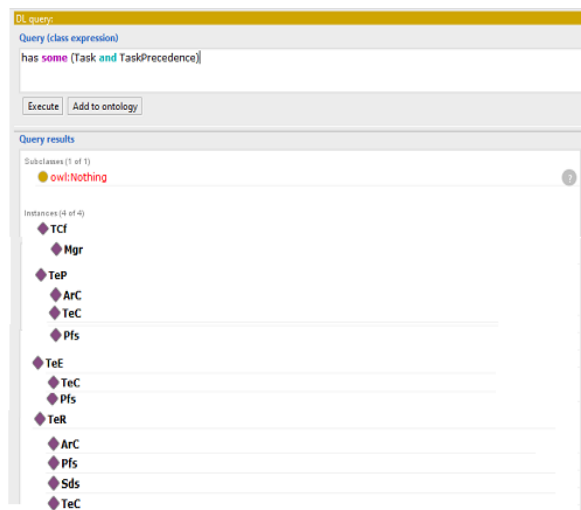 DL query:
Query (class expression)
has some (Task and TaskPrecedence)
Execute Add to ontology
Query results
Subclasses (1 of 1)
owl:Nothing
?
Instances (4 of 4)
TCf
Mgr
TeP
ArC
TeC
Pfs
TeE
TeC
Pfs
TeR
ArC
Pfs
Sds
TeC